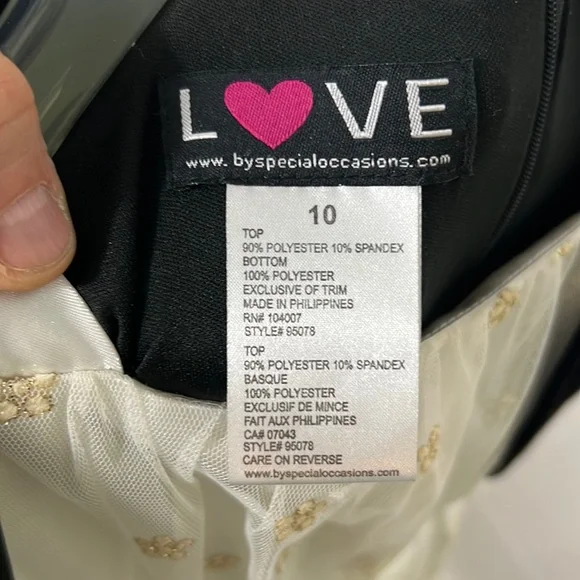 L VE
www.byspecialoccasions.com
10
TOP
90% POLYESTER 10% SPANDEX
BOTTOM
100% POLYESTER
EXCLUSIVE OF TRIM
MADE IN PHILIPPINES
RN# 104007
STYLE# 95078
TOP
90% POLYESTER 10% SPANDEX
BASQUE
100% POLYESTER
EXCLUSIF DE MINCE
FAIT AUX PHILIPPINES
CA# 07043
STYLE# 95078
CARE ON REVERSE
www.byspecialoccasions.com